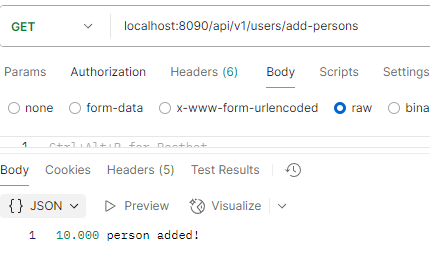 GET localhost:8090/api/v1/users/add-persons
Params Authorization Headers (6) Body Scripts Settings
none form-data x-www-form-urlencoded raw bina
1 Ctrl+Alt+P for Postbot
Body Cookies Headers (5) Test Results
{} JSON Preview Visualize
1 10.000 person added!